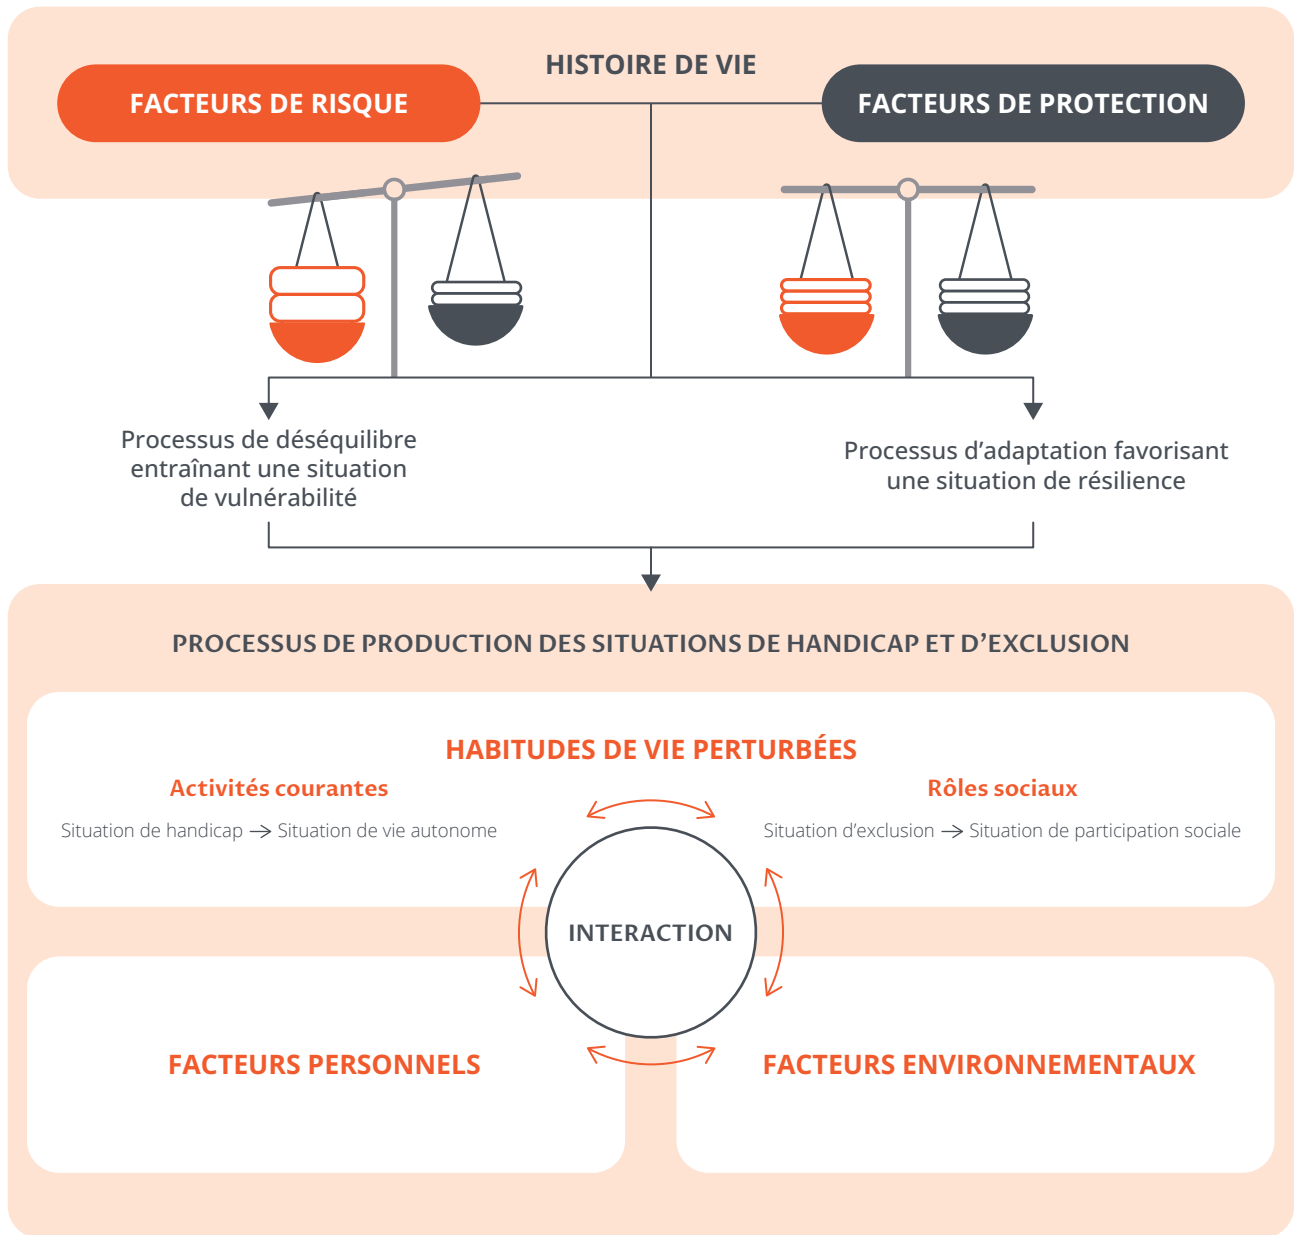 HISTOIRE DE VIE
FACTEURS DE RISQUE
FACTEURS DE PROTECTION
Processus de déséquilibre
entraînant une situation
de vulnérabilité
Processus d’adaptation favorisant
une situation de résilience
PROCESSUS DE PRODUCTION DES SITUATIONS DE HANDICAP ET D’EXCLUSION
HABITUDES DE VIE PERTURBÉES
Activités courantes
Situation de handicap → Situation de vie autonome
Rôles sociaux
Situation d’exclusion → Situation de participation sociale
INTERACTION
FACTEURS PERSONNELS
FACTEURS ENVIRONNEMENTAUX